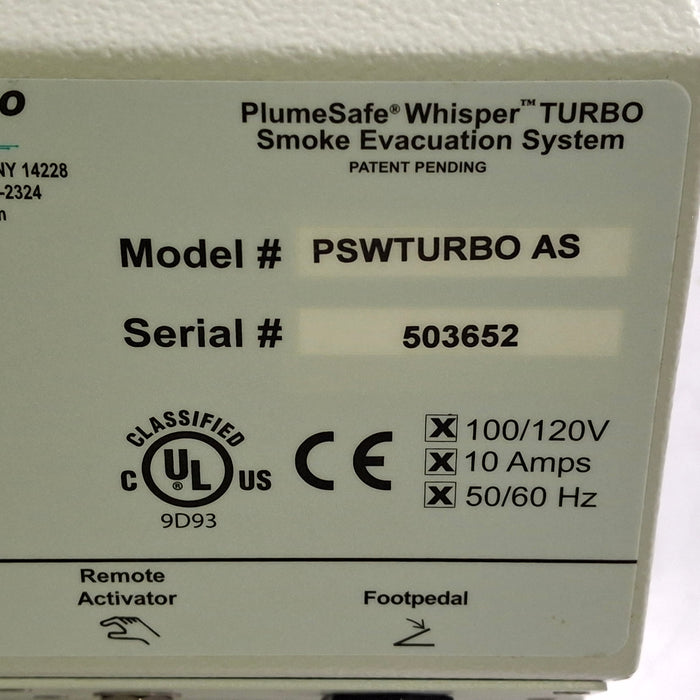 PlumeSafe® Whisper™ TURBO
Smoke Evacuation System
PATENT PENDING
NY 14228
-2324
Model # PSWTURBO AS
Serial # 503652
CLASSIFIED
C UL® US
9D93
CE
X 100/120V
X 10 Amps
X 50/60 Hz
Remote
Activator
Footpedal